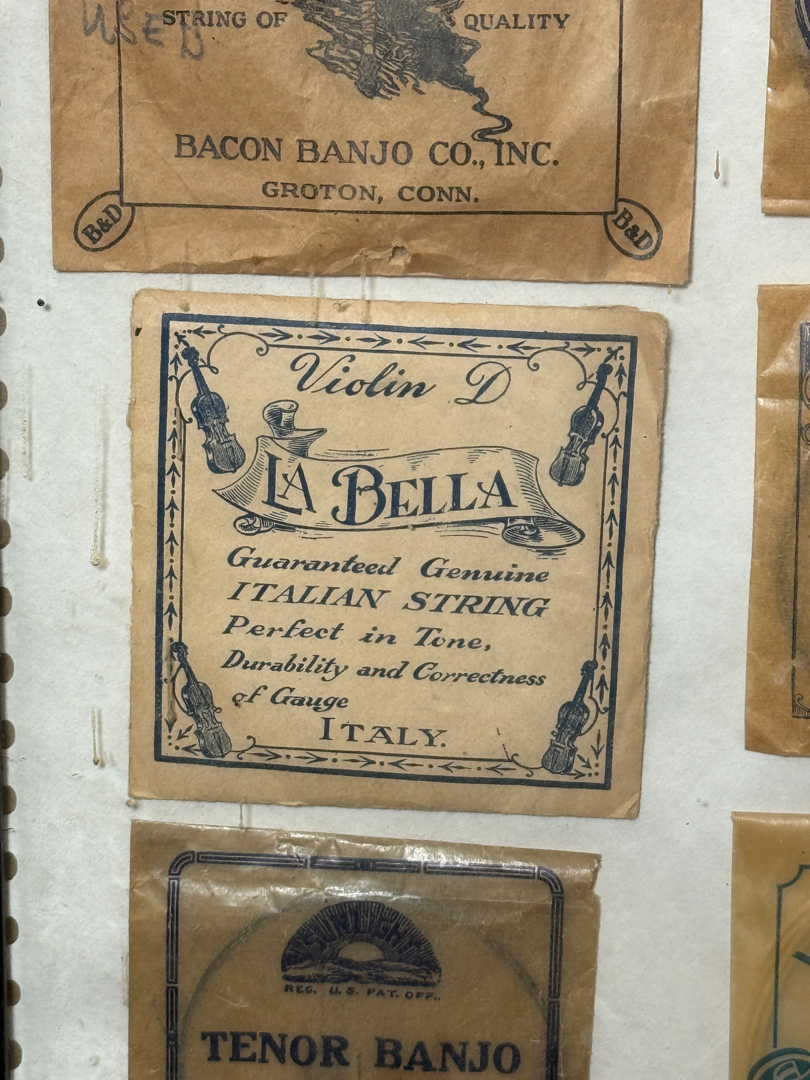 USED
STRING OF QUALITY
BACON BANJO CO., INC.
GROTON, CONN.
B&D B&D
Violin D
LA BELLA
Guaranteed Genuine
ITALIAN STRING
Perfect in Tone,
Durability and Correctness
of Gauge
ITALY.
REG. U. S. PAT. OFF.
TENOR BANJO